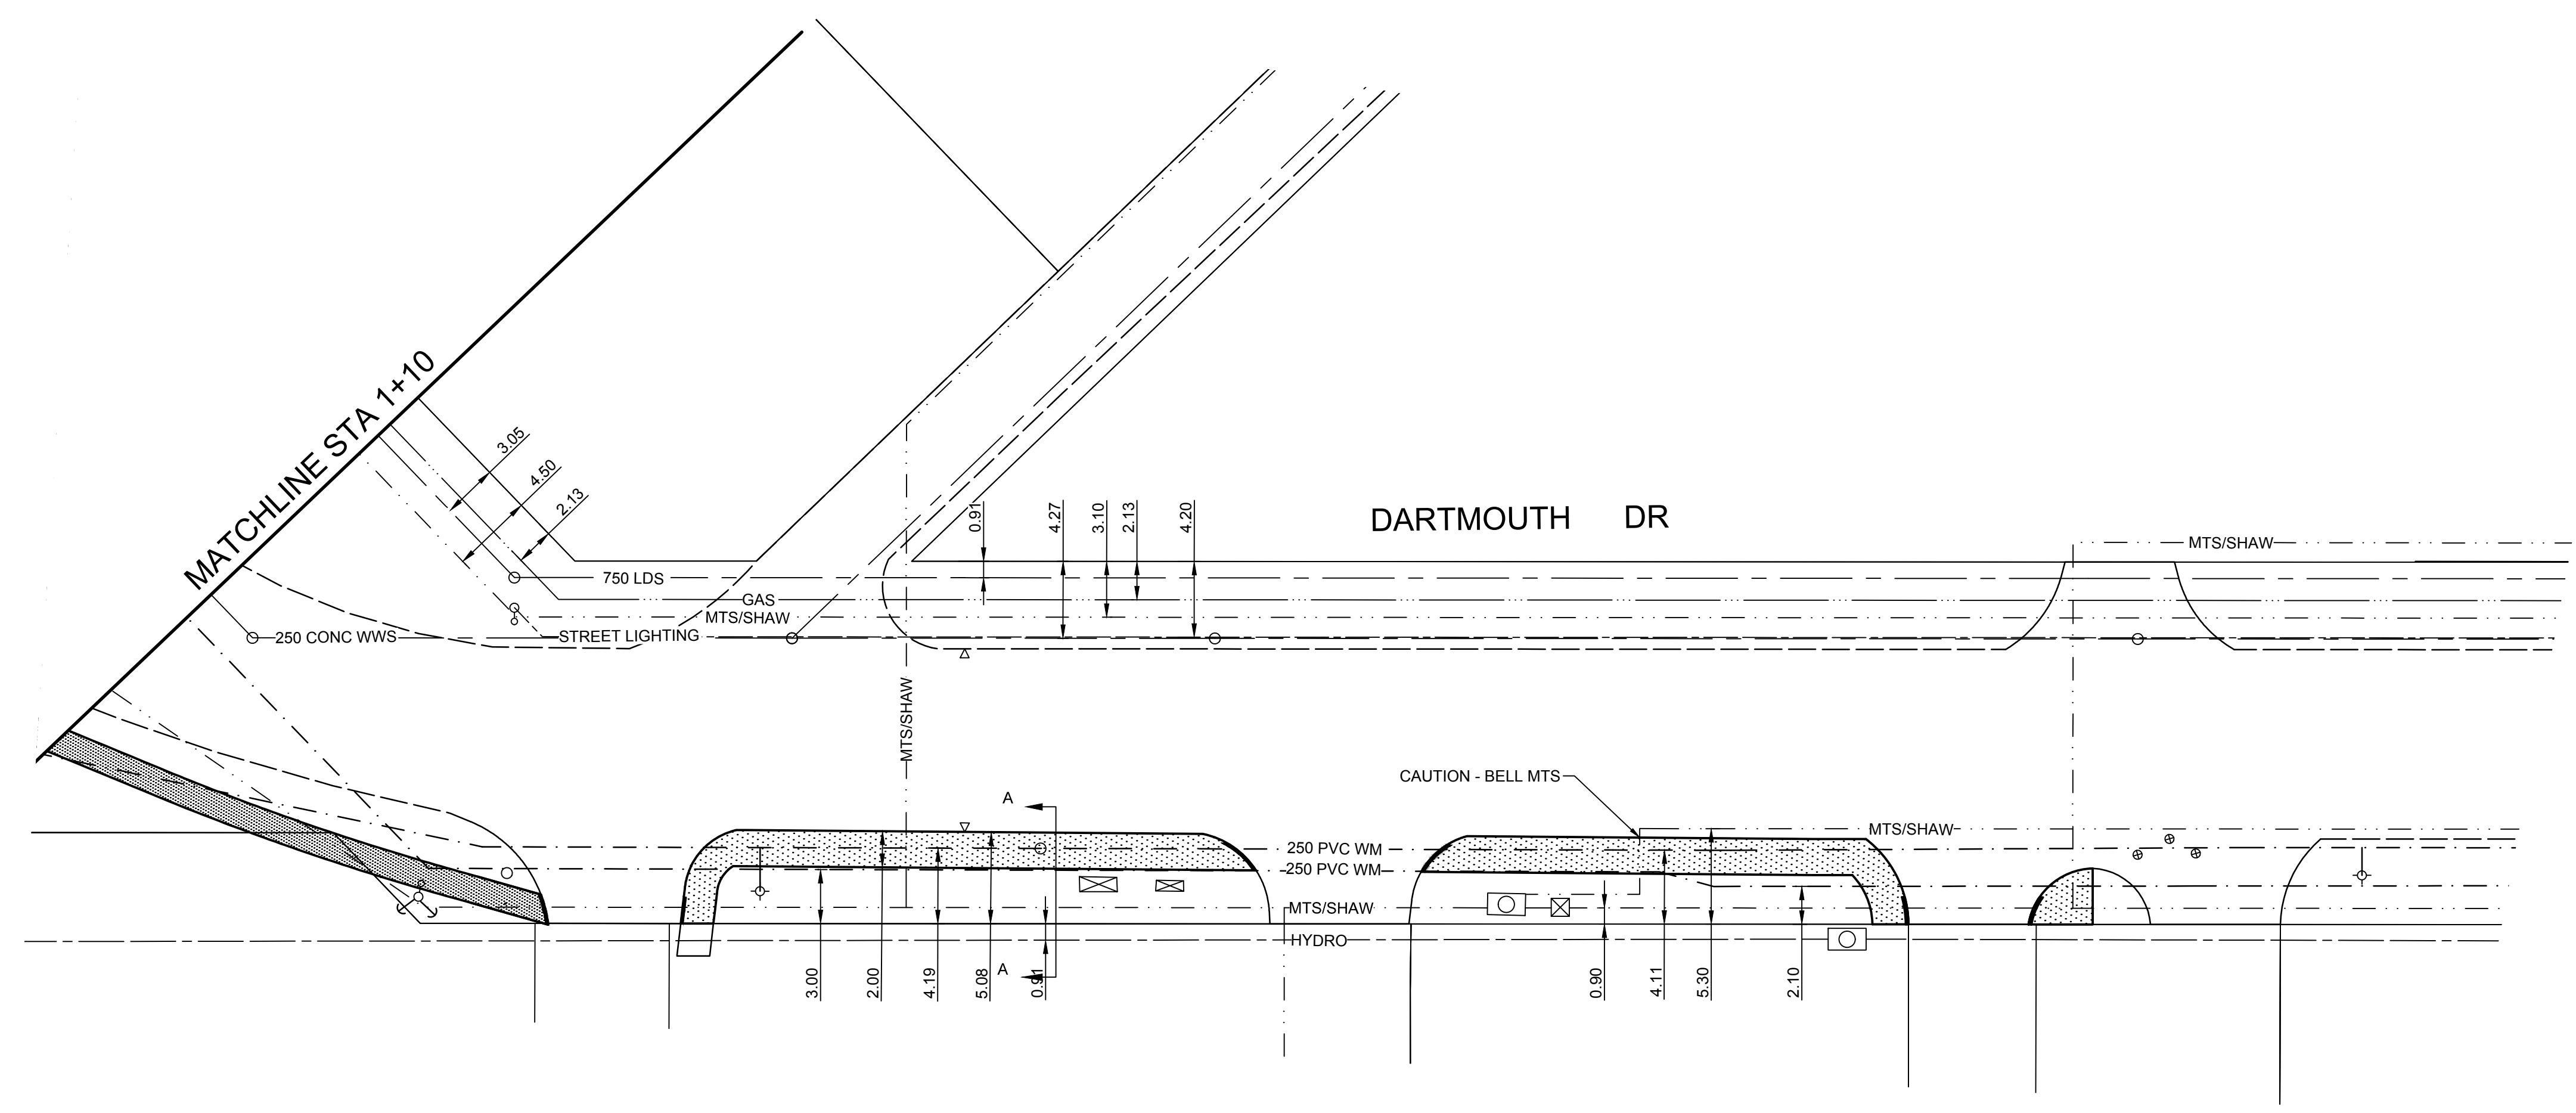 MATCHLINE STA 1+10
3.05
4.50
2.13
0.91
4.27
3.10
2.13
4.20
DARTMOUTH DR
MTS/SHAW
750 LDS
GAS
MTS/SHAW
STREET LIGHTING
250 CONC WWS
MTS/SHAW
CAUTION - BELL MTS
A
MTS/SHAW
250 PVC WM
250 PVC WM
MTS/SHAW
HYDRO
A
3.00
2.00
4.19
5.08
0.91
0.90
4.11
5.30
2.10